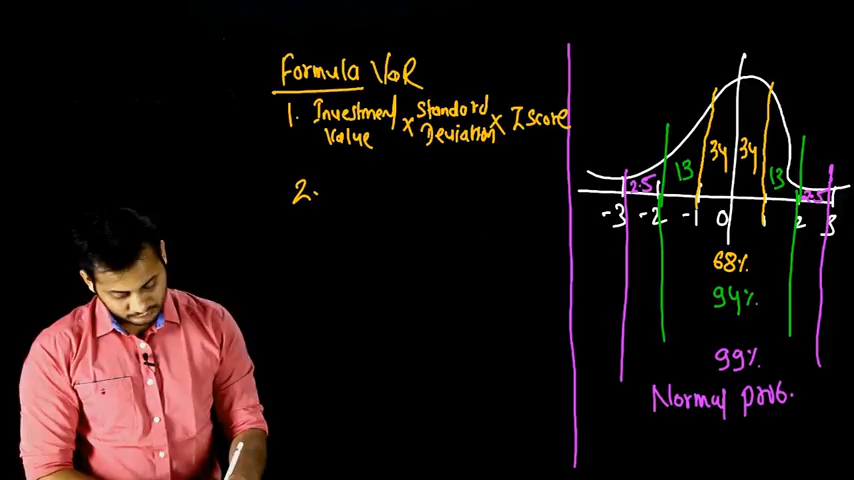 Formula VaR
1. Investment Value × Standard Deviation × Z score
2.
34 34
13 13
2.5 2.5
-3 -2 -1 0 1 2 3
68%
94%
99%
Normal prob.